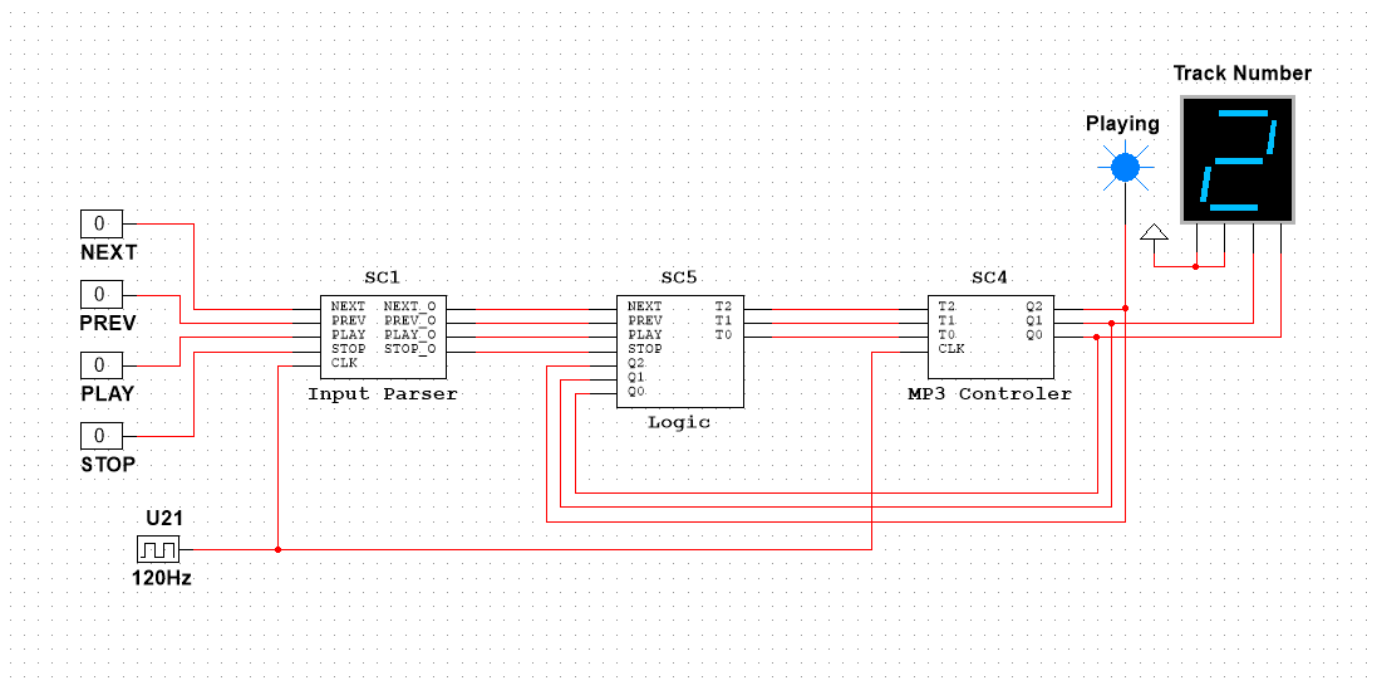 Track Number
Playing
2
0
NEXT
0
PREV
0
PLAY
0
STOP
SC1
NEXT NEXT_O
PREV PREV_O
PLAY PLAY_O
STOP STOP_O
CLK
Input Parser
SC5
NEXT T2
PREV T1
PLAY T0
STOP
Q2
Q1
Q0
Logic
SC4
T2 Q2
T1 Q1
T0 Q0
CLK
MP3 Controler
U21
120Hz